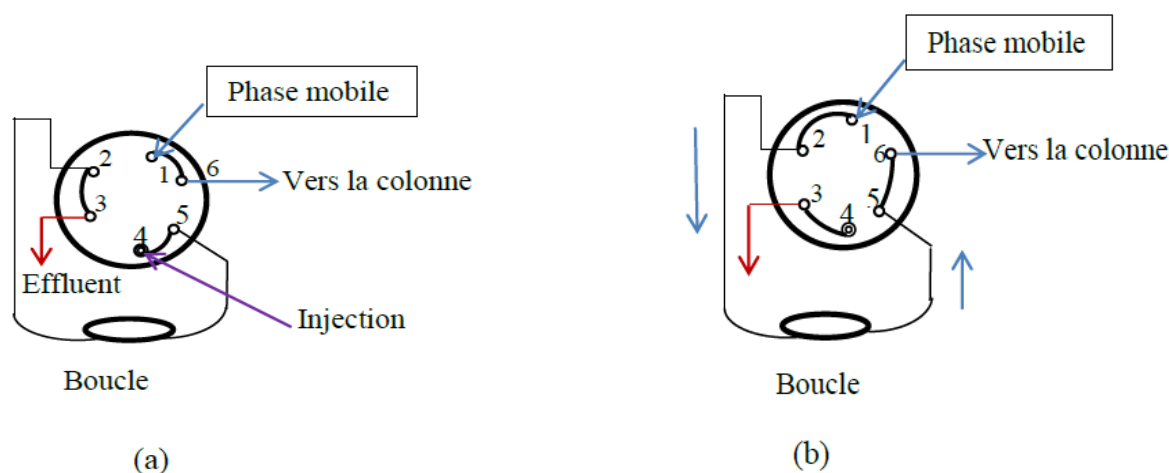 Phase mobile
2
1
6
Vers la colonne
3
4
5
Effluent
Injection
Boucle
(a)
Phase mobile
2
1
6
Vers la colonne
3
4
5
Boucle
(b)